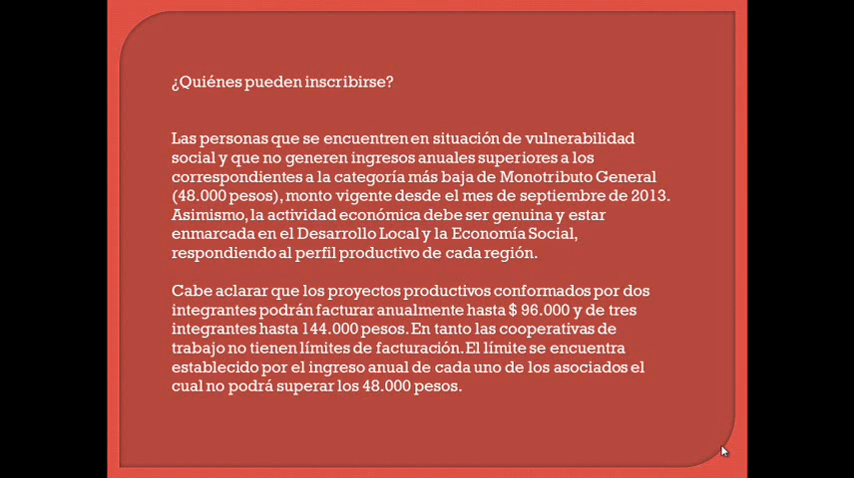 ¿Quiénes pueden inscribirse?
Las personas que se encuentren en situación de vulnerabilidad
social y que no generen ingresos anuales superiores a los
correspondientes a la categoría más baja de Monotributo General
(48.000 pesos), monto vigente desde el mes de septiembre de 2013.
Asimismo, la actividad económica debe ser genuina y estar
enmarcada en el Desarrollo Local y la Economía Social,
respondiendo al perfil productivo de cada región.
Cabe aclarar que los proyectos productivos conformados por dos
integrantes podrán facturar anualmente hasta $ 96.000 y de tres
integrantes hasta 144.000 pesos. En tanto las cooperativas de
trabajo no tienen límites de facturación. El límite se encuentra
establecido por el ingreso anual de cada uno de los asociados el
cual no podrá superar los 48.000 pesos.